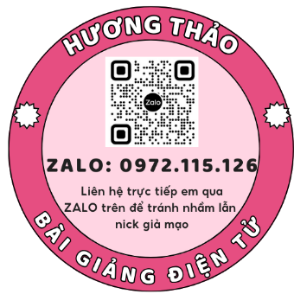 HƯƠNG THẢO
Zalo
ZALO: 0972.115.126
Liên hệ trực tiếp em qua
ZALO trên để tránh nhầm lẫn
nick giả mạo
BÀI GIẢNG ĐIỆN TỬ